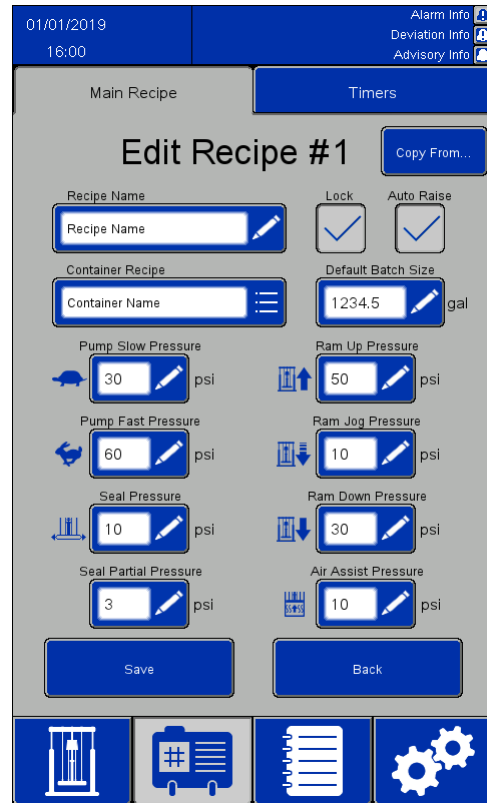 01/01/2019
16:00
Alarm Info
Deviation Info
Advisory Info
Main Recipe
Timers
Edit Recipe #1
Copy From...
Recipe Name
Recipe Name
Lock
Auto Raise
Container Recipe
Container Name
Default Batch Size
1234.5
gal
Pump Slow Pressure
30
psi
Ram Up Pressure
50
psi
Pump Fast Pressure
60
psi
Ram Jog Pressure
10
psi
Seal Pressure
10
psi
Ram Down Pressure
30
psi
Seal Partial Pressure
3
psi
Air Assist Pressure
10
psi
Save
Back
#